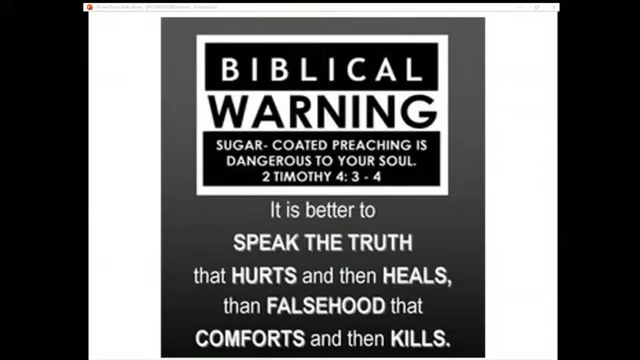 BIBLICAL
WARNING
SUGAR- COATED PREACHING IS
DANGEROUS TO YOUR SOUL.
2 TIMOTHY 4: 3 - 4
It is better to
SPEAK THE TRUTH
that HURTS and then HEALS,
than FALSEHOOD that
COMFORTS and then KILLS.